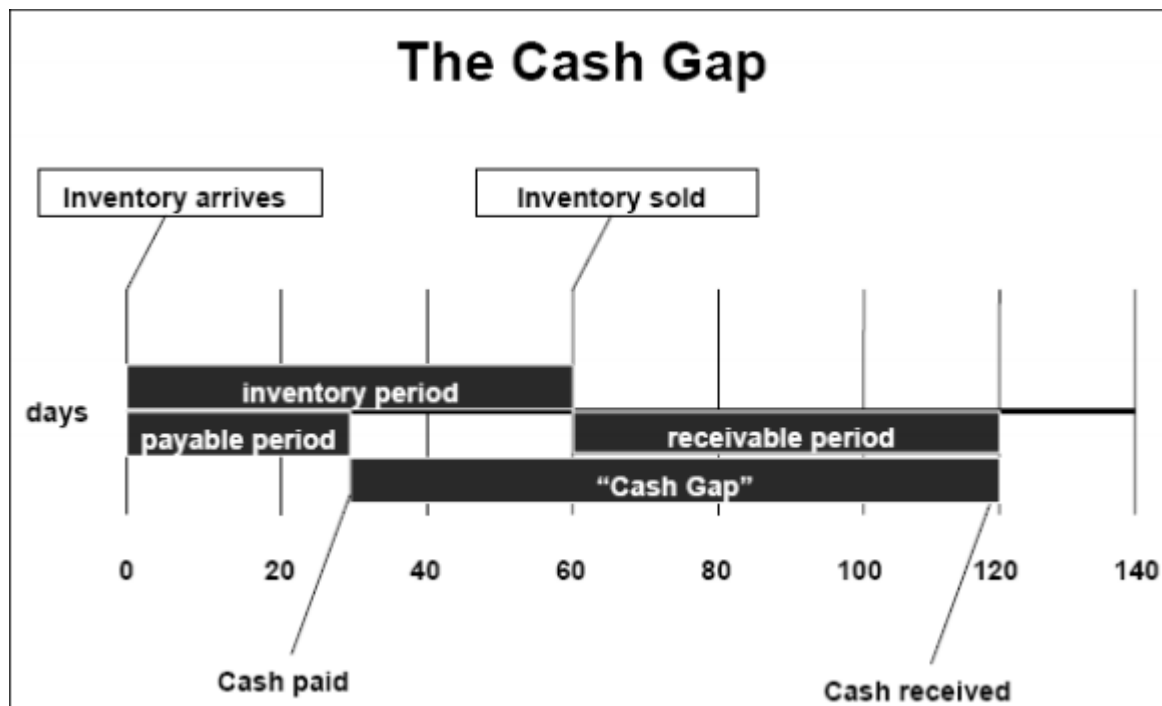 The Cash Gap
Inventory arrives
Inventory sold
inventory period
days
payable period
receivable period
“Cash Gap”
0 20 40 60 80 100 120 140
Cash paid
Cash received